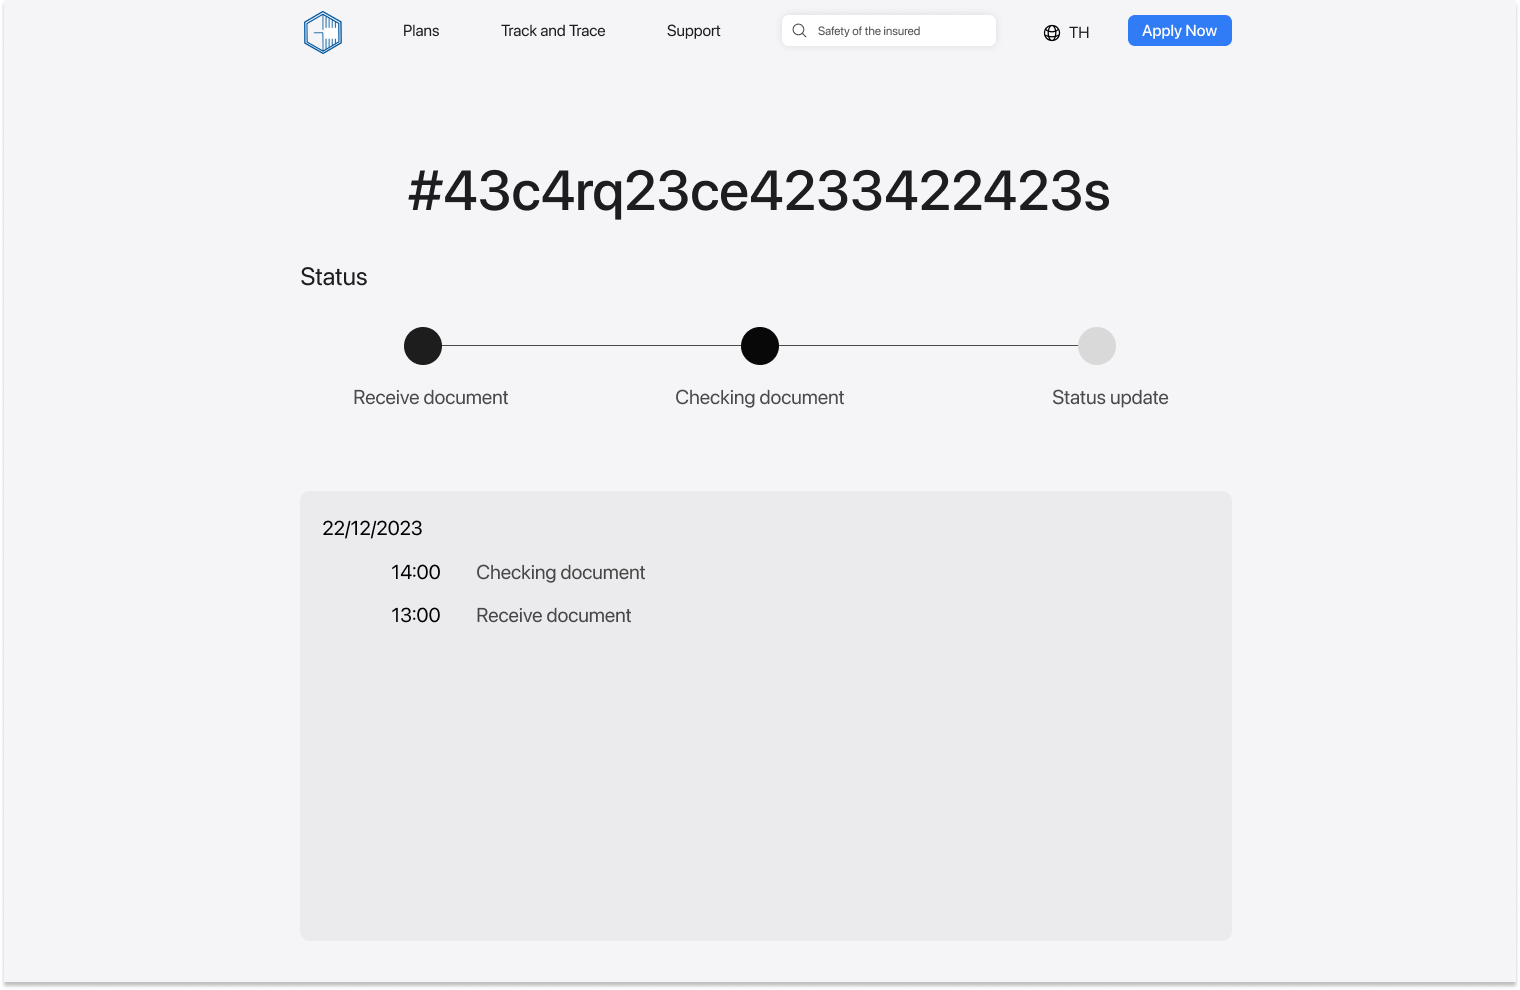 Plans
Track and Trace
Support
Safety of the insured
TH
Apply Now
#43c4rq23ce4233422423s
Status
Receive document
Checking document
Status update
22/12/2023
14:00 Checking document
13:00 Receive document